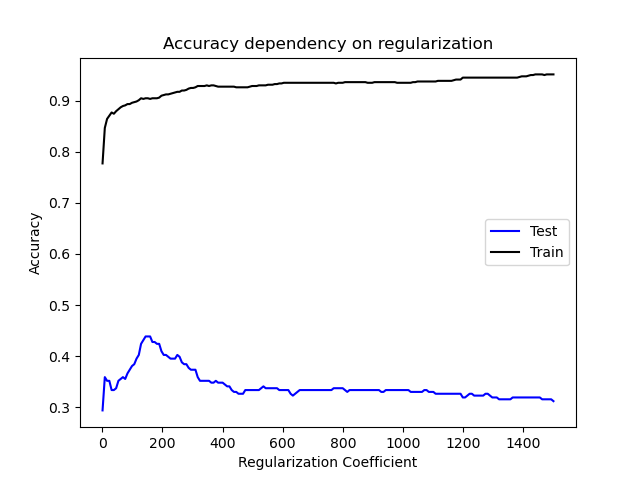 Accuracy dependency on regularization
0.9
0.8
0.7
0.6
0.5
0.4
0.3
Accuracy
Test
Train
0 200 400 600 800 1000 1200 1400
Regularization Coefficient